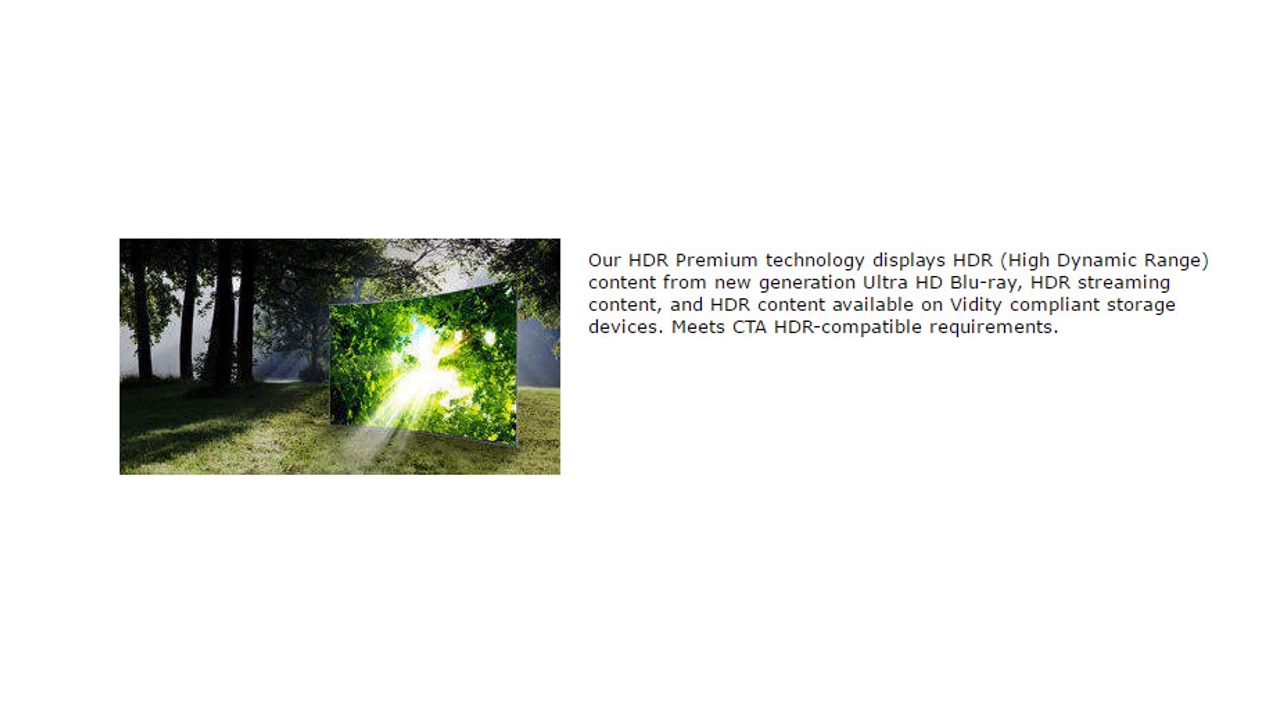 Our HDR Premium technology displays HDR (High Dynamic Range)
content from new generation Ultra HD Blu-ray, HDR streaming
content, and HDR content available on Vidity compliant storage
devices. Meets CTA HDR-compatible requirements.